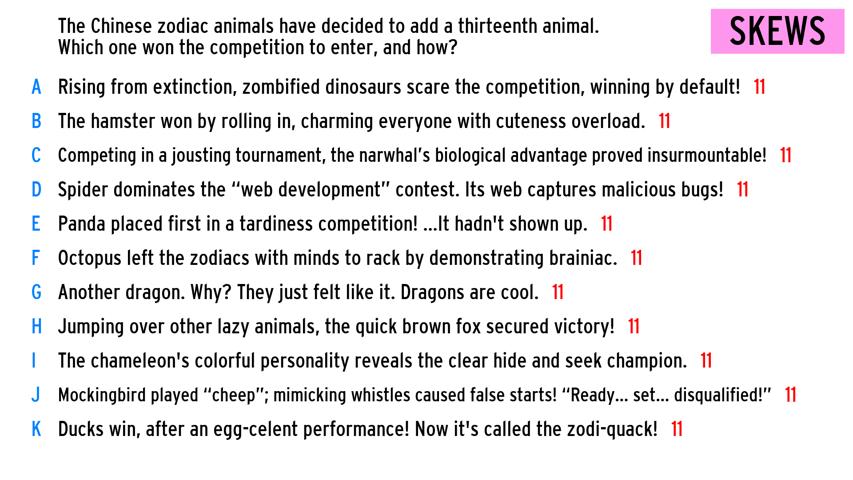 The Chinese zodiac animals have decided to add a thirteenth animal.
Which one won the competition to enter, and how?
SKEWS
A Rising from extinction, zombified dinosaurs scare the competition, winning by default! 11
B The hamster won by rolling in, charming everyone with cuteness overload. 11
C Competing in a jousting tournament, the narwhal's biological advantage proved insurmountable! 11
D Spider dominates the “web development” contest. Its web captures malicious bugs! 11
E Panda placed first in a tardiness competition! ...It hadn't shown up. 11
F Octopus left the zodiacs with minds to rack by demonstrating brainiac. 11
G Another dragon. Why? They just felt like it. Dragons are cool. 11
H Jumping over other lazy animals, the quick brown fox secured victory! 11
I The chameleon's colorful personality reveals the clear hide and seek champion. 11
J Mockingbird played “cheep”; mimicking whistles caused false starts! “Ready... set... disqualified!” 11
K Ducks win, after an egg-celent performance! Now it's called the zodi-quack! 11